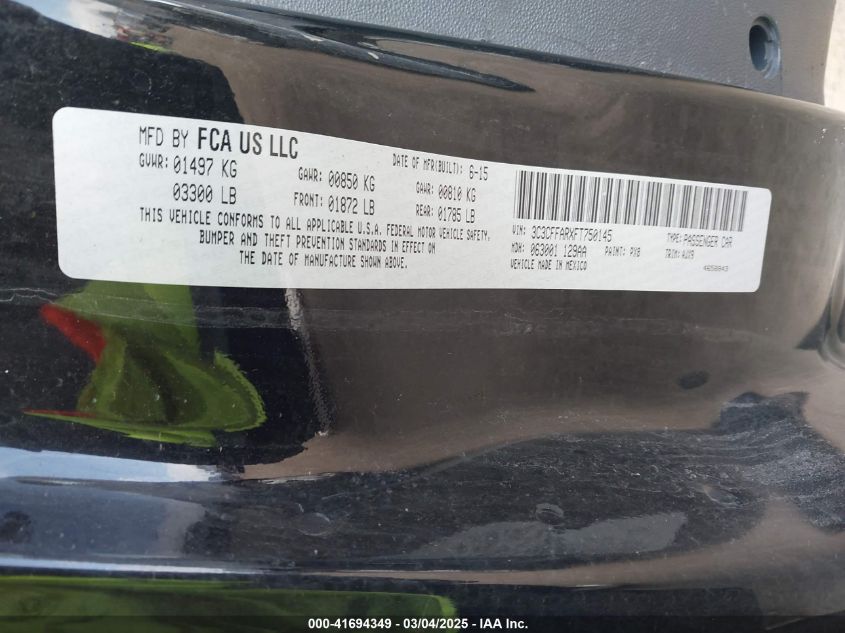 MFD BY FCA US LLC
DATE OF MFR(BUILT): 6-15
GVWR: 01497 KG
GAWR: 00850 KG
GAWR: 00810 KG
03300 LB
FRONT: 01872 LB
REAR: 01785 LB
THIS VEHICLE CONFORMS TO ALL APPLICABLE U.S.A. FEDERAL MOTOR VEHICLE SAFETY,
BUMPER AND THEFT PREVENTION STANDARDS IN EFFECT ON
THE DATE OF MANUFACTURE SHOWN ABOVE.
VIN: 3C3CFFARXFT750145
TYPE: PASSENGER CAR
MDH: 063001 129AA
PAINT: PX8
TRIM: AJX9
VEHICLE MADE IN MEXICO
000-41694349 - 03/04/2025 - IAA Inc.